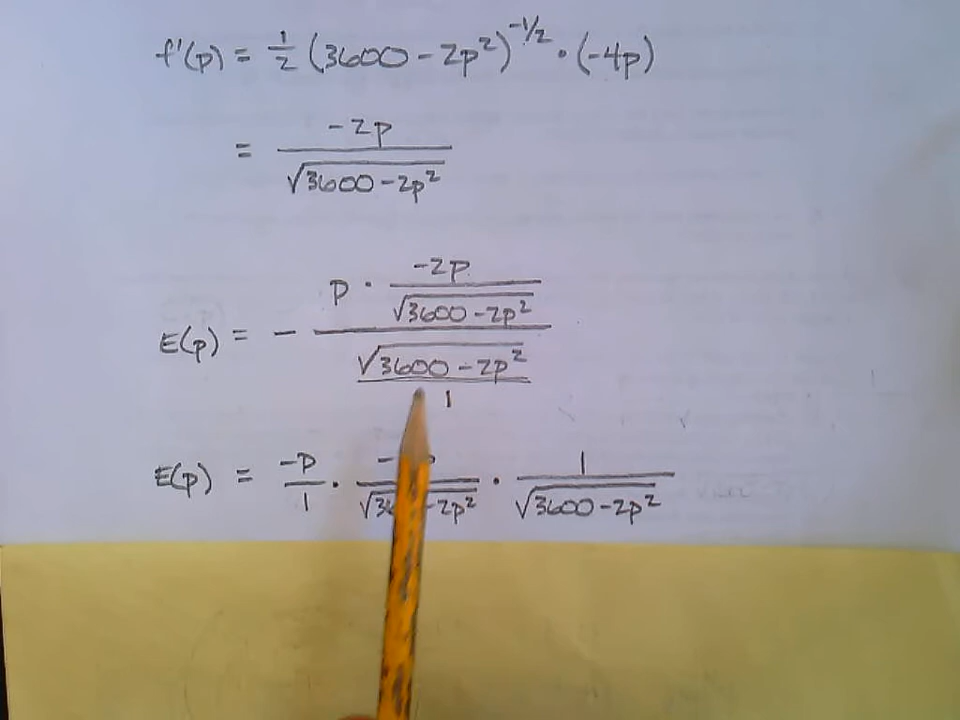 f'(p) = 1/2 (3600 - 2p²)^-1/2 · (-4p)
= -2p / √(3600 - 2p²)
E(p) = - (p · -2p / √(3600 - 2p²)) / (√(3600 - 2p²) / 1)
E(p) = -p/1 · - / √36 - 2p² · 1 / √(3600 - 2p²)